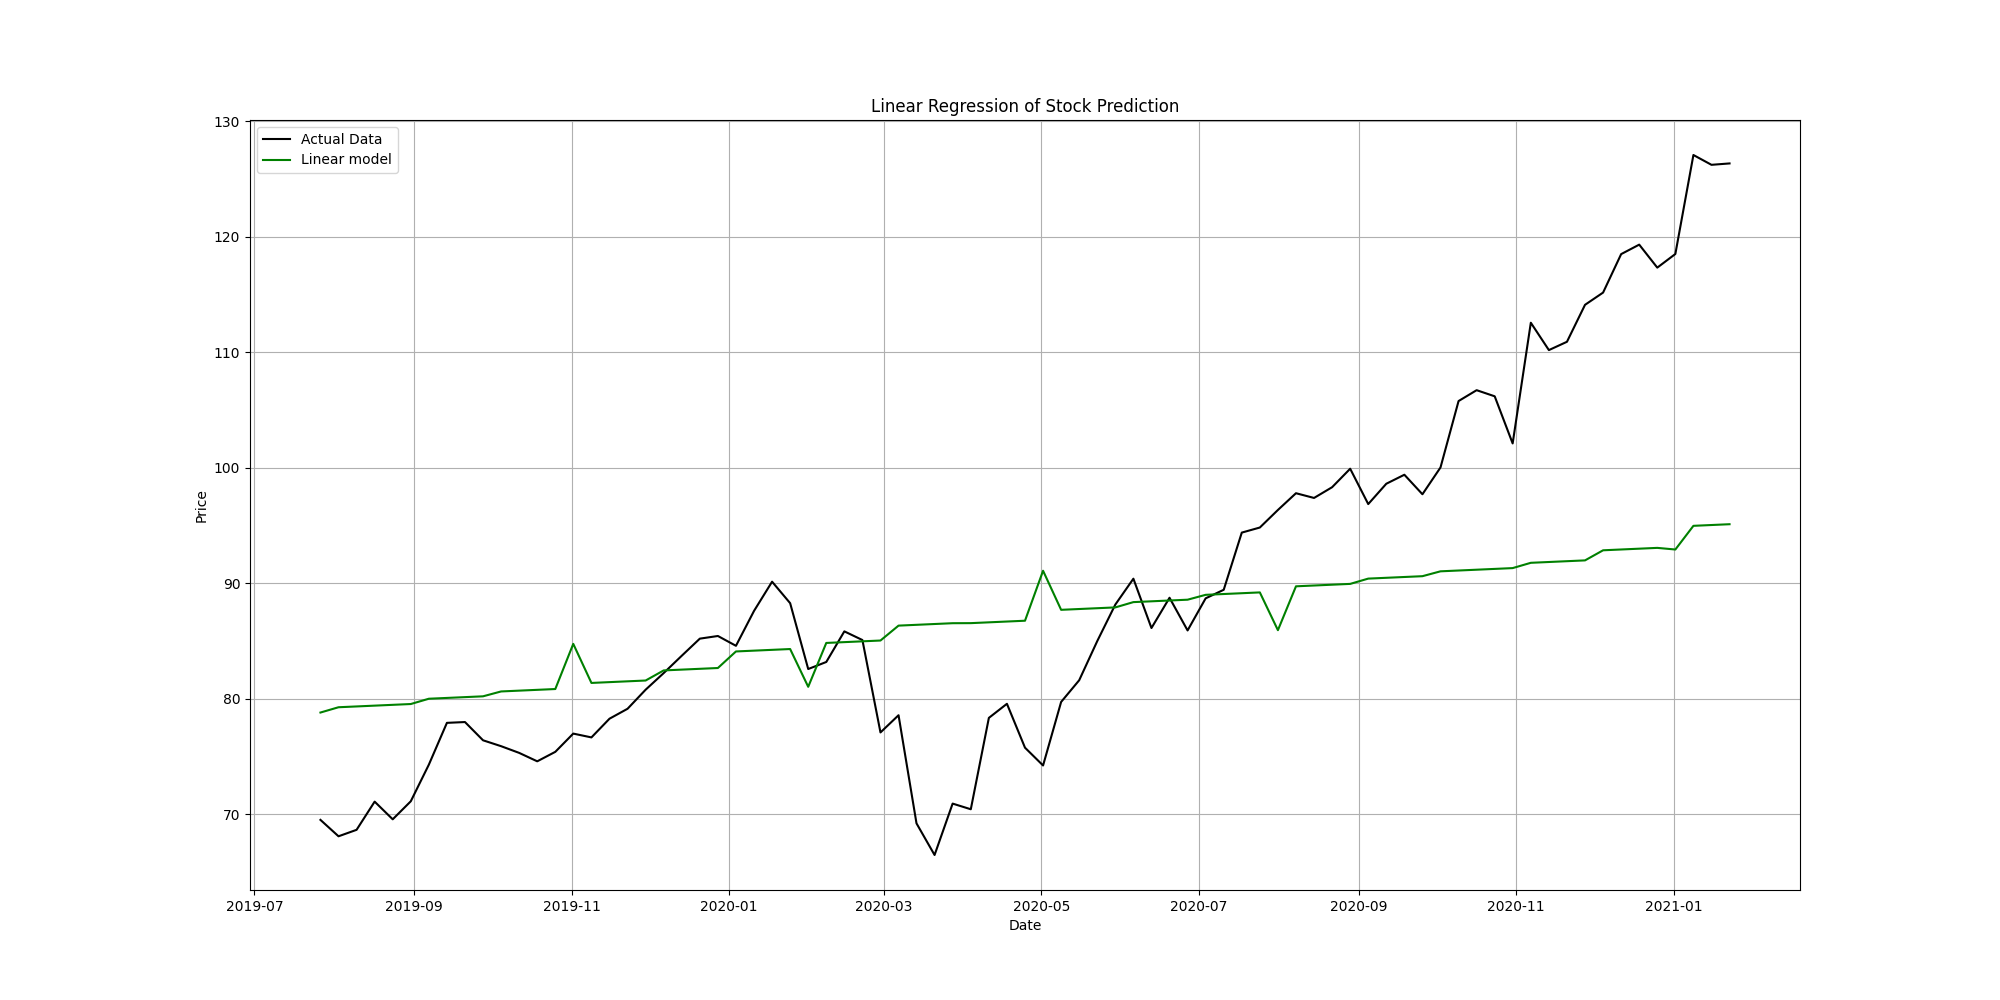 Linear Regression of Stock Prediction
Actual Data
Linear model
130
120
110
100
90
80
70
Price
2019-07 2019-09 2019-11 2020-01 2020-03 2020-05 2020-07 2020-09 2020-11 2021-01
Date